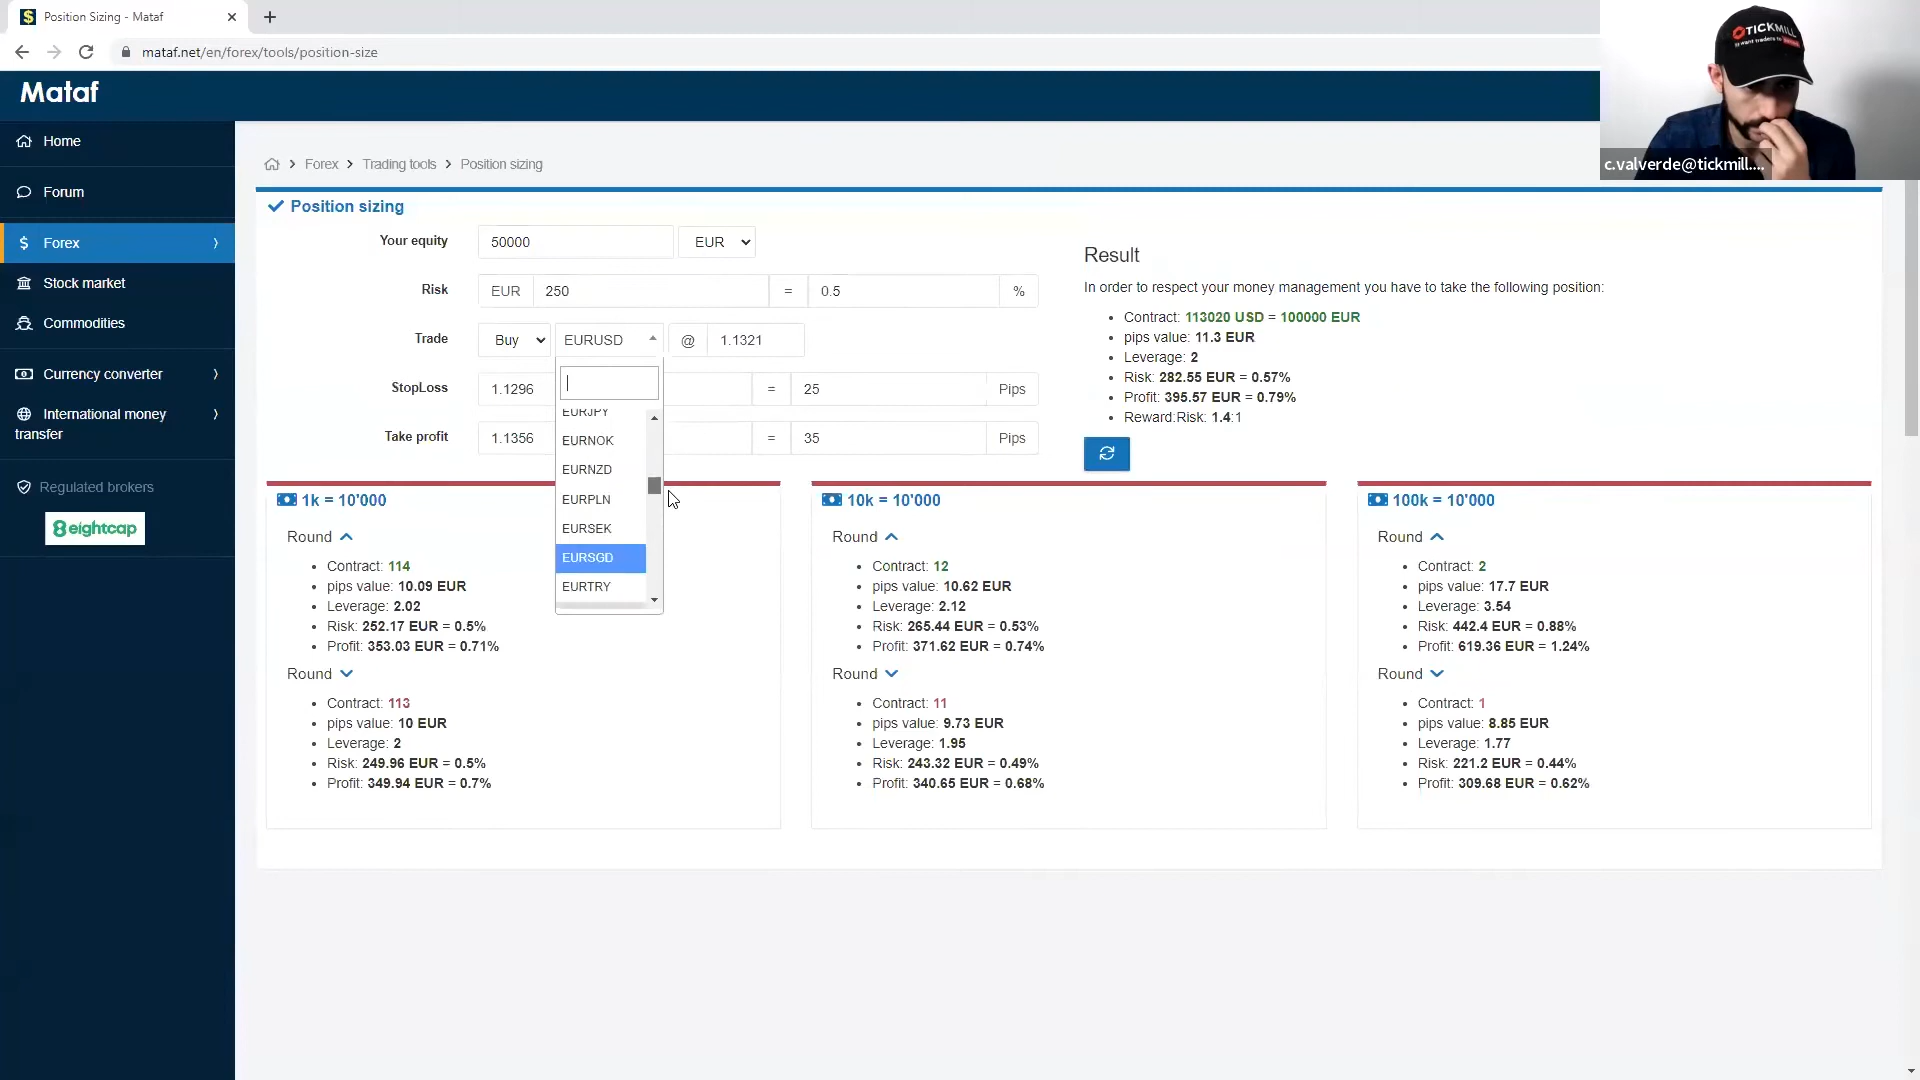 Position Sizing - Mataf
mataf.net/en/forex/tools/position-size
TICKMILL
c.valverde@tickmill....
Mataf
Home
Forum
Forex
Stock market
Commodities
Currency converter
International money
transfer
Regulated brokers
8eightcap
Forex > Trading tools > Position sizing
Position sizing
Your equity 50000 EUR
Risk EUR 250 = 0.5 %
Trade Buy EURUSD @ 1.1321
StopLoss 1.1296 = 25 Pips
Take profit 1.1356 = 35 Pips
EURJPY
EURNOK
EURNZD
EURPLN
EURSEK
EURSGD
EURTRY
Result
In order to respect your money management you have to take the following position:
• Contract: 113020 USD = 100000 EUR
• pips value: 11.3 EUR
• Leverage: 2
• Risk: 282.55 EUR = 0.57%
• Profit: 395.57 EUR = 0.79%
• Reward:Risk: 1.4:1
1k = 10'000
Round
• Contract: 114
• pips value: 10.09 EUR
• Leverage: 2.02
• Risk: 252.17 EUR = 0.5%
• Profit: 353.03 EUR = 0.71%
Round
• Contract: 113
• pips value: 10 EUR
• Leverage: 2
• Risk: 249.96 EUR = 0.5%
• Profit: 349.94 EUR = 0.7%
10k = 10'000
Round
• Contract: 12
• pips value: 10.62 EUR
• Leverage: 2.12
• Risk: 265.44 EUR = 0.53%
• Profit: 371.62 EUR = 0.74%
Round
• Contract: 11
• pips value: 9.73 EUR
• Leverage: 1.95
• Risk: 243.32 EUR = 0.49%
• Profit: 340.65 EUR = 0.68%
100k = 10'000
Round
• Contract: 2
• pips value: 17.7 EUR
• Leverage: 3.54
• Risk: 442.4 EUR = 0.88%
• Profit: 619.36 EUR = 1.24%
Round
• Contract: 1
• pips value: 8.85 EUR
• Leverage: 1.77
• Risk: 221.2 EUR = 0.44%
• Profit: 309.68 EUR = 0.62%